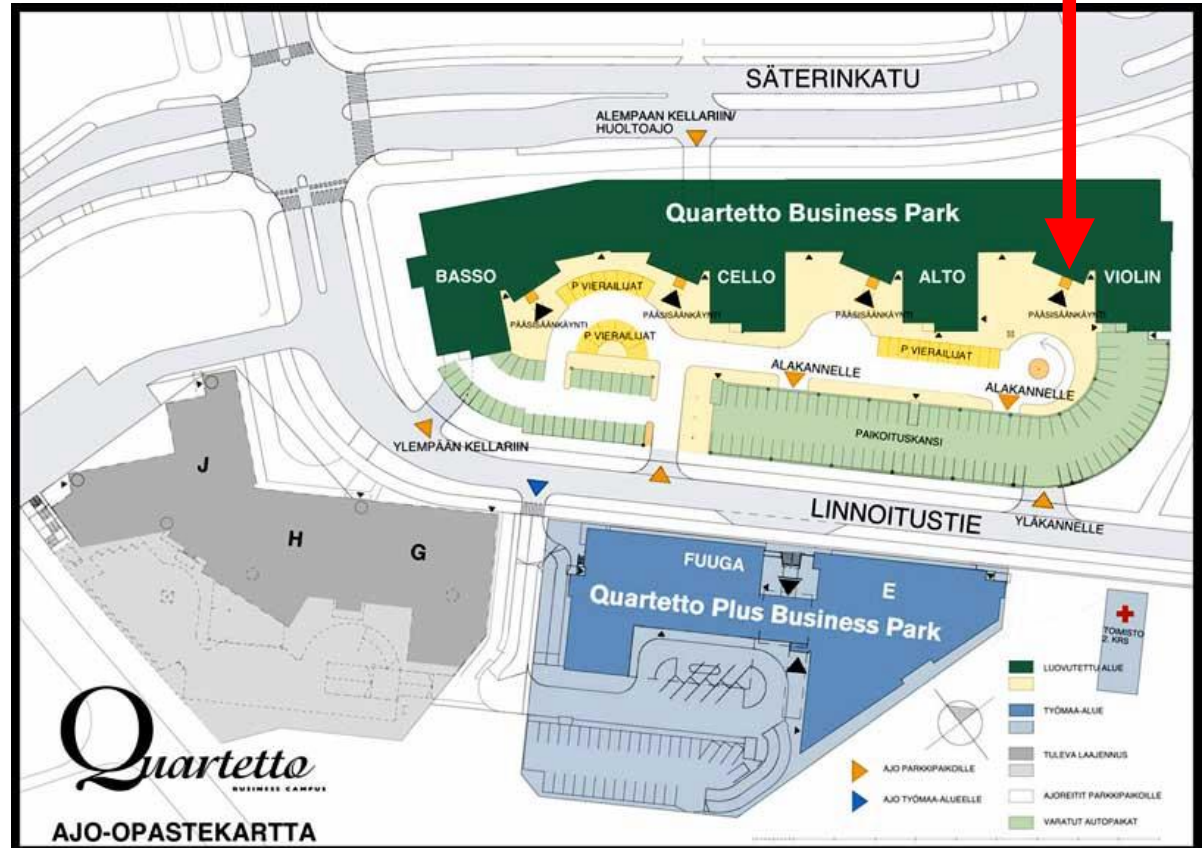 SÄTERINKATU
ALEMPAAN KELLARIIN/
HUOLTOAJO
Quartetto Business Park
BASSO
CELLO
ALTO
VIOLIN
P VIERAILIJAT
PÄÄSISÄÄNKÄYNTI
PÄÄSISÄÄNKÄYNTI
PÄÄSISÄÄNKÄYNTI
PÄÄSISÄÄNKÄYNTI
P VIERAILIJAT
P VIERAILIJAT
ALAKANNELLE
ALAKANNELLE
PAIKOITUSKANSI
YLEMPÄÄN KELLARIIN
LINNOITUSTIE
YLÄKANNELLE
J
H
G
FUUGA
E
Quartetto Plus Business Park
TOIMISTO
2. KRS
LUOVUTETTU ALUE
TYÖMAA-ALUE
TULEVA LAAJENNUS
AJOREITIT PARKKIPAIKOILLE
VARATUT AUTOPAIKAT
AJO PARKKIPAIKOILLE
AJO TYÖMAA-ALUEELLE
Quartetto
BUSINESS CAMPUS
AJO-OPASTEKARTTA